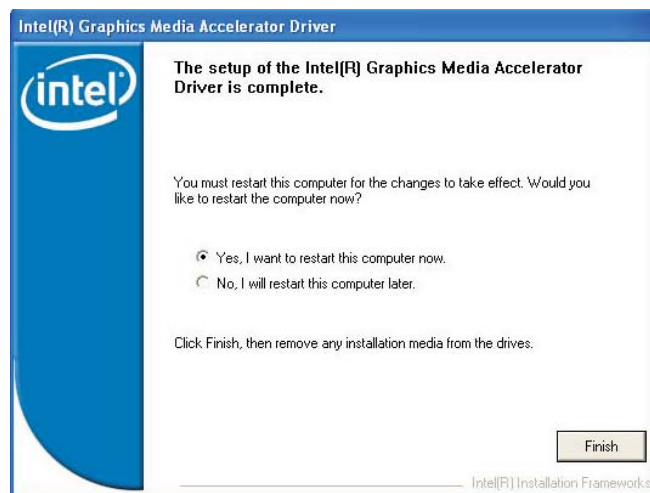 Intel(R) Graphics Media Accelerator Driver
intel
The setup of the Intel(R) Graphics Media Accelerator
Driver is complete.
You must restart this computer for the changes to take effect. Would you
like to restart the computer now?
Yes, I want to restart this computer now.
No, I will restart this computer later.
Click Finish, then remove any installation media from the drives.
Finish
Intel(R) Installation Frameworks